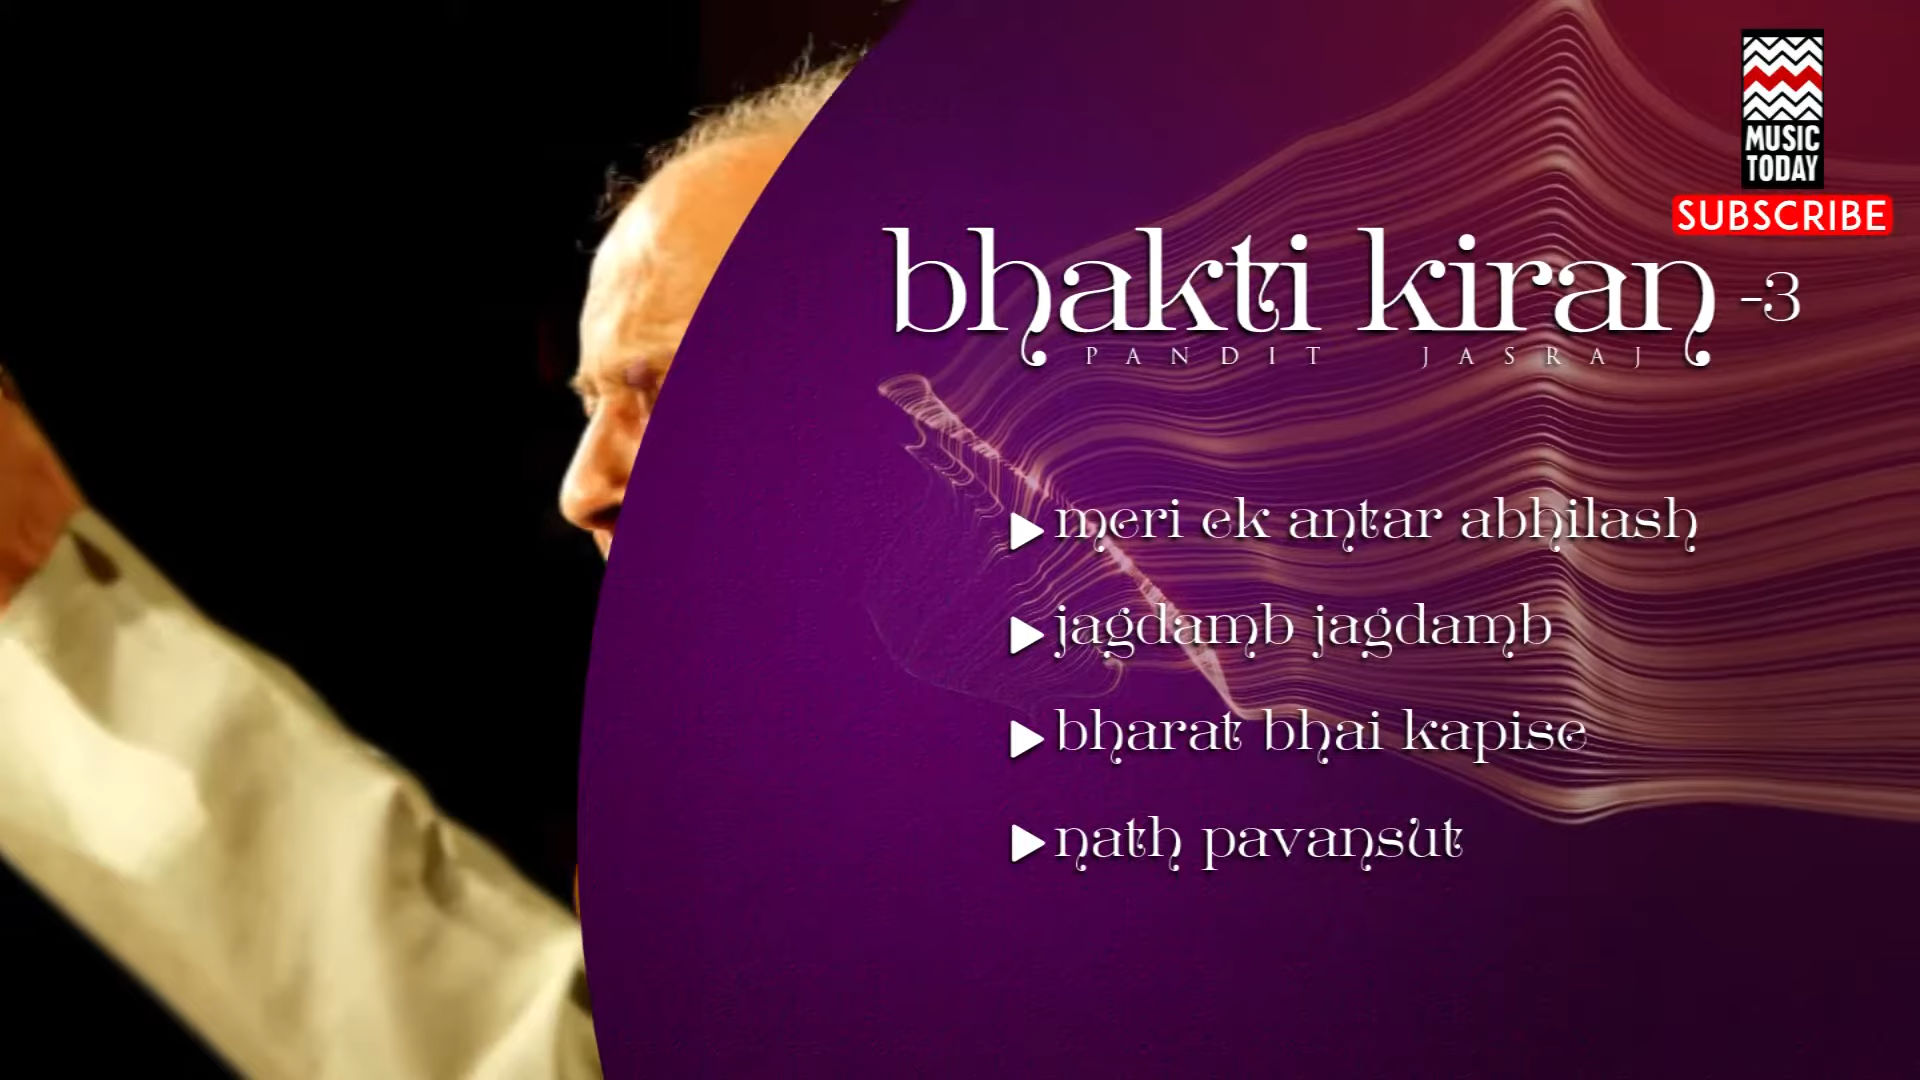 MUSIC
TODAY
SUBSCRIBE
bhakti kiran -3
PANDIT JASRAJ
meri ek antar abhilash
jagdamb jagdamb
bharat bhai kapise
nath pavansut